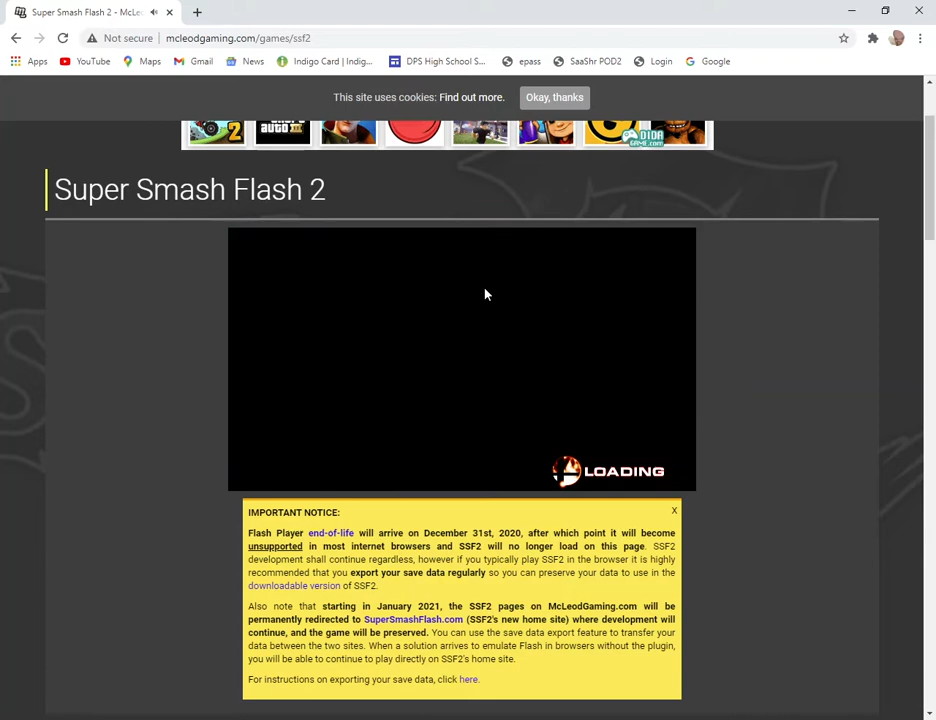 Super Smash Flash 2 - McLe
Not secure mcleodgaming.com/games/ssf2
Apps YouTube Maps Gmail News Indigo Card | Indig... DPS High School S... epass SaaShr POD2 Login Google
This site uses cookies: Find out more. Okay, thanks
2 III DIDA
GAME.com
Super Smash Flash 2
LOADING
IMPORTANT NOTICE: X
Flash Player end-of-life will arrive on December 31st, 2020, after which point it will become
unsupported in most internet browsers and SSF2 will no longer load on this page. SSF2
development shall continue regardless, however if you typically play SSF2 in the browser it is highly
recommended that you export your save data regularly so you can preserve your data to use in the
downloadable version of SSF2.
Also note that starting in January 2021, the SSF2 pages on McLeodGaming.com will be
permanently redirected to SuperSmashFlash.com (SSF2's new home site) where development will
continue, and the game will be preserved. You can use the save data export feature to transfer your
data between the two sites. When a solution arrives to emulate Flash in browsers without the plugin,
you will be able to continue to play directly on SSF2's home site.
For instructions on exporting your save data, click here.